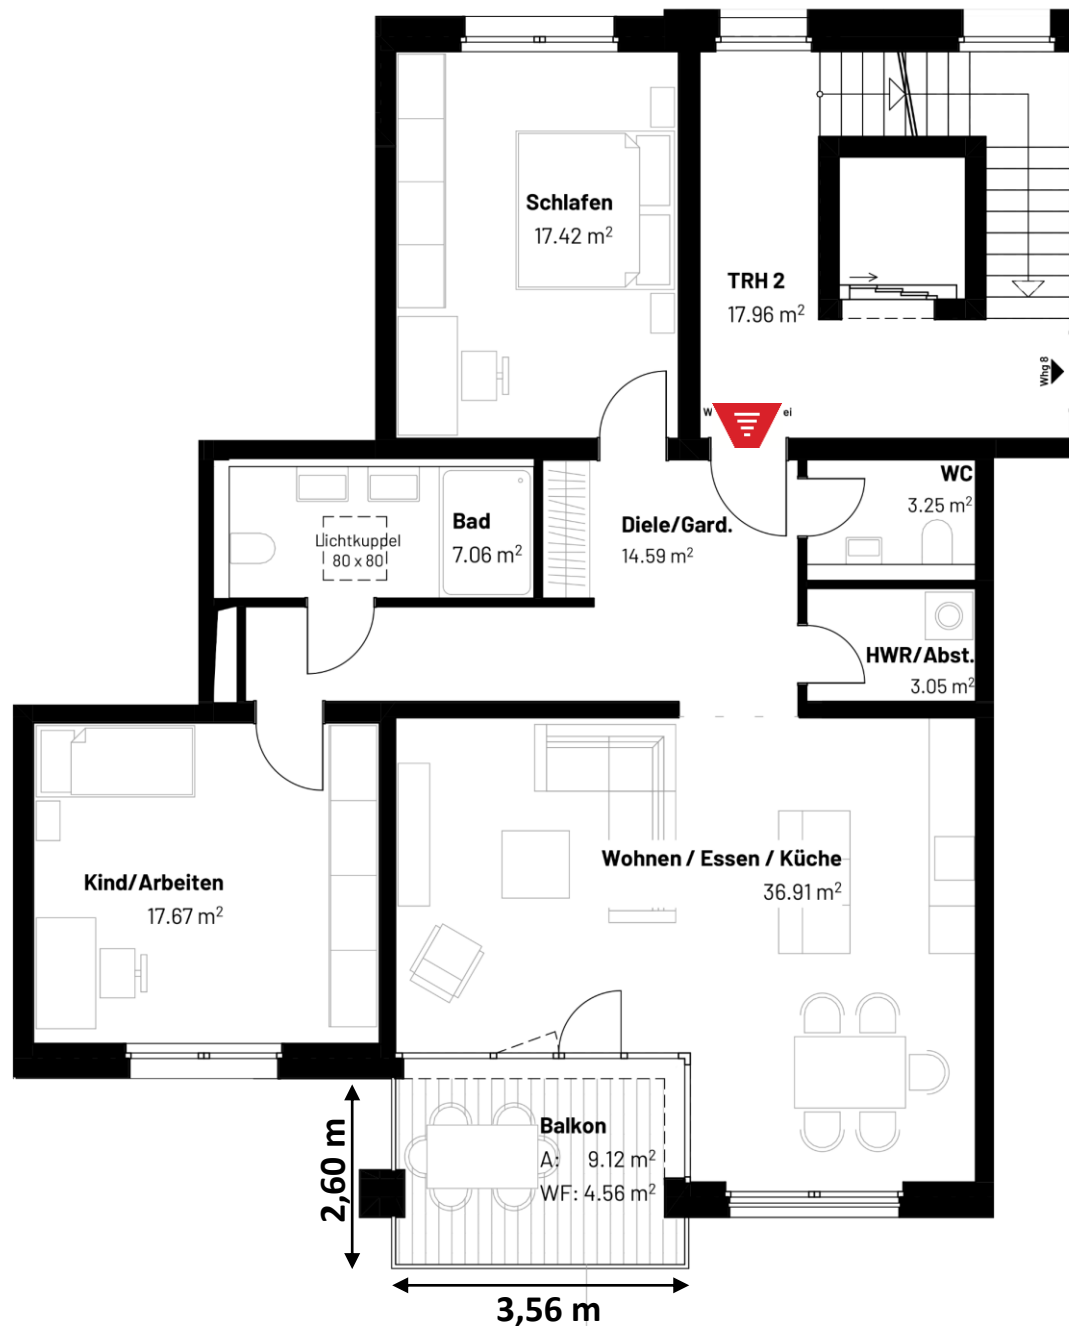 Schlafen
17.42 m²
TRH 2
17.96 m²
Whg 8
W ei
WC
3.25 m²
Bad
7.06 m²
Lichtkuppel
80 x 80
Diele/Gard.
14.59 m²
HWR/Abst.
3.05 m²
Wohnen / Essen / Küche
36.91 m²
Kind/Arbeiten
17.67 m²
Balkon
A: 9.12 m²
WF: 4.56 m²
2,60 m
3,56 m